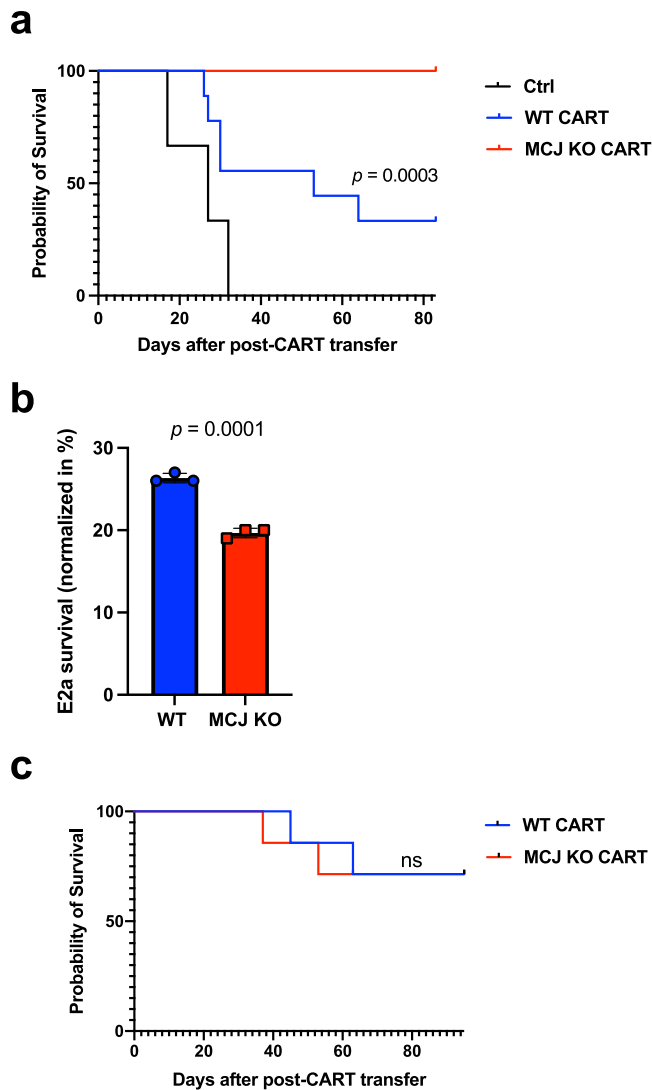 a
100
50
0
0
20
40
60
80
Probability of Survival
Days after post-CART transfer
p = 0.0003
Ctrl
WT CART
MCJ KO CART
b
p = 0.0001
30
20
10
0
E2a survival (normalized in %)
WT
MCJ KO
c
100
50
0
0
20
40
60
80
Probability of Survival
Days after post-CART transfer
ns
WT CART
MCJ KO CART